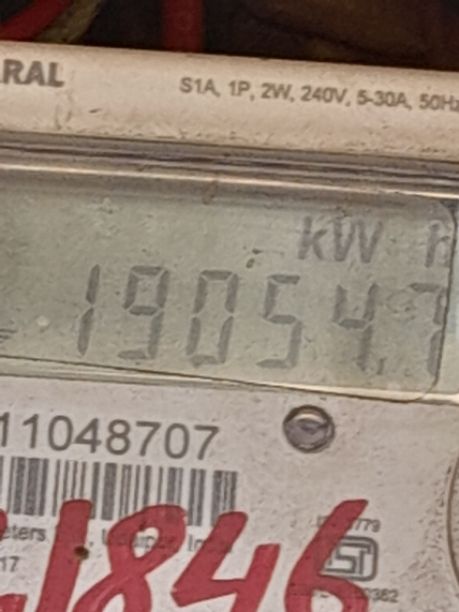 RAL
S1A, 1P, 2W, 240V, 5-30A, 50Hz
kW h
19054.7
11048707
eters
17
1846